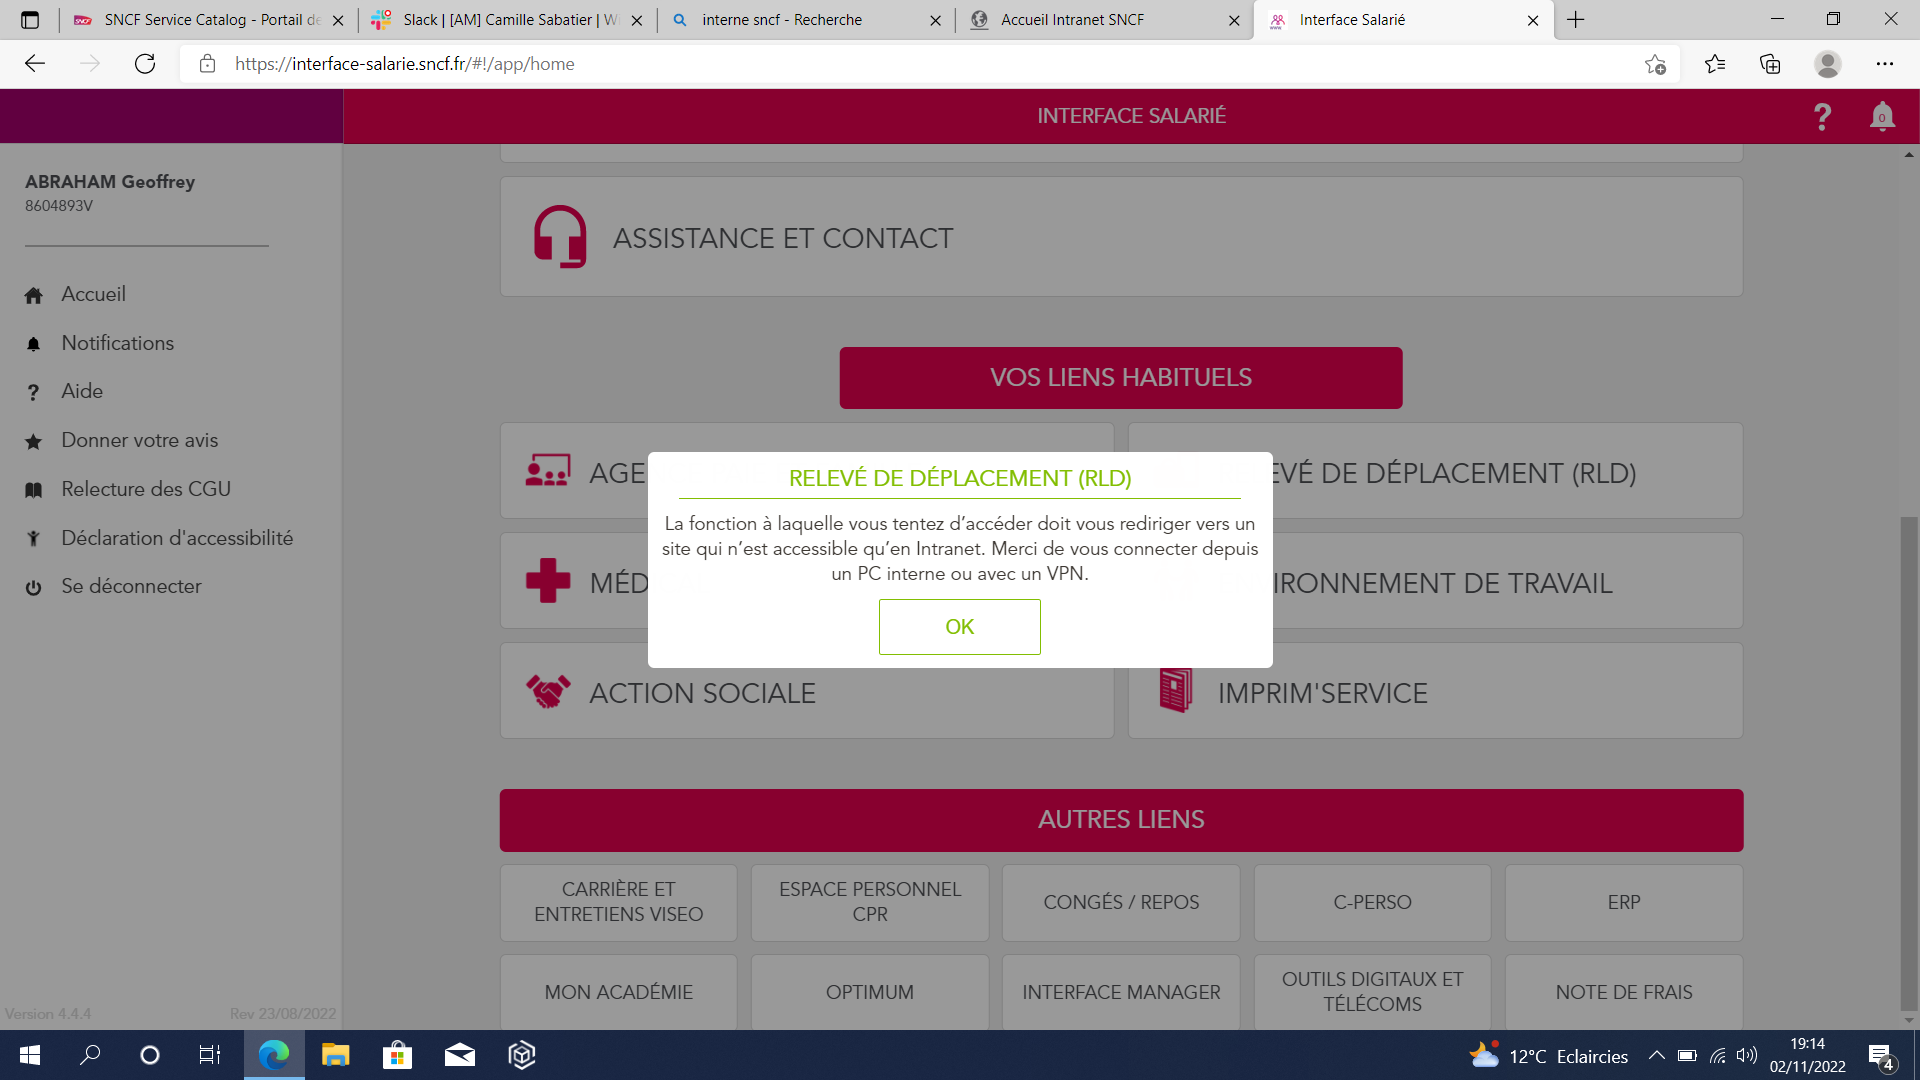 SNCF Service Catalog - Portail de
Slack | [AM] Camille Sabatier | W
interne sncf - Recherche
Accueil Intranet SNCF
Interface Salarié
https://interface-salarie.sncf.fr/#!/app/home
INTERFACE SALARIÉ
?
0
ABRAHAM Geoffrey
8604893V
Accueil
Notifications
? Aide
Donner votre avis
Relecture des CGU
Déclaration d'accessibilité
Se déconnecter
Version 4.4.4
Rev 23/08/2022
ASSISTANCE ET CONTACT
VOS LIENS HABITUELS
AGE
EVÉ DE DÉPLACEMENT (RLD)
MÉD
IRONNEMENT DE TRAVAIL
ACTION SOCIALE
IMPRIM'SERVICE
RELEVÉ DE DÉPLACEMENT (RLD)
La fonction à laquelle vous tentez d’accéder doit vous rediriger vers un
site qui n’est accessible qu’en Intranet. Merci de vous connecter depuis
un PC interne ou avec un VPN.
OK
AUTRES LIENS
CARRIÈRE ET
ENTRETIENS VISEO
ESPACE PERSONNEL
CPR
CONGÉS / REPOS
C-PERSO
ERP
MON ACADÉMIE
OPTIMUM
INTERFACE MANAGER
OUTILS DIGITAUX ET
TÉLÉCOMS
NOTE DE FRAIS
12°C Eclaircies
19:14
02/11/2022
4